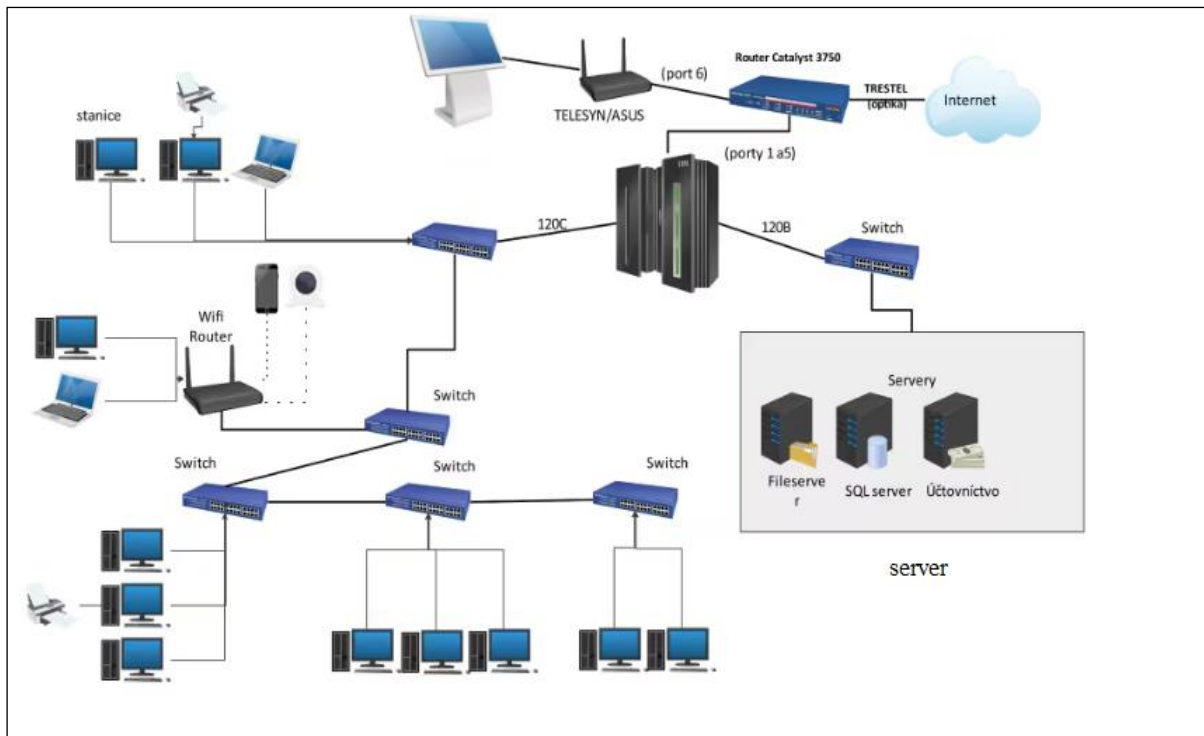 Router Catalyst 3750
(port 6)
TRESTEL
(optika)
Internet
TELESYN/ASUS
stanice
(porty 1 a5)
IBM
120C
120B
Switch
Wifi
Router
Switch
Servery
Switch
Switch
Switch
Fileserve
r
SQL server
Účtovníctvo
server